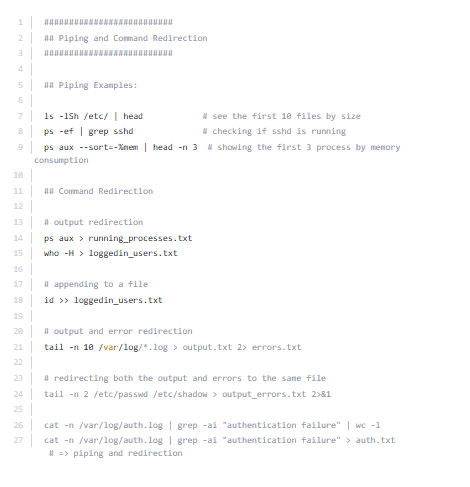 1 ##########################
2 ## Piping and Command Redirection
3 ##########################
4
5 ## Piping Examples:
6
7 ls -lSh /etc/ | head # see the first 10 files by size
8 ps -ef | grep sshd # checking if sshd is running
9 ps aux --sort=-%mem | head -n 3 # showing the first 3 process by memory
consumption
10
11 ## Command Redirection
12
13 # output redirection
14 ps aux > running_processes.txt
15 who -H > loggedin_users.txt
16
17 # appending to a file
18 id >> loggedin_users.txt
19
20 # output and error redirection
21 tail -n 10 /var/log/*.log > output.txt 2> errors.txt
22
23 # redirecting both the output and errors to the same file
24 tail -n 2 /etc/passwd /etc/shadow > output_errors.txt 2>&1
25
26 cat -n /var/log/auth.log | grep -ai "authentication failure" | wc -l
27 cat -n /var/log/auth.log | grep -ai "authentication failure" > auth.txt
# => piping and redirection